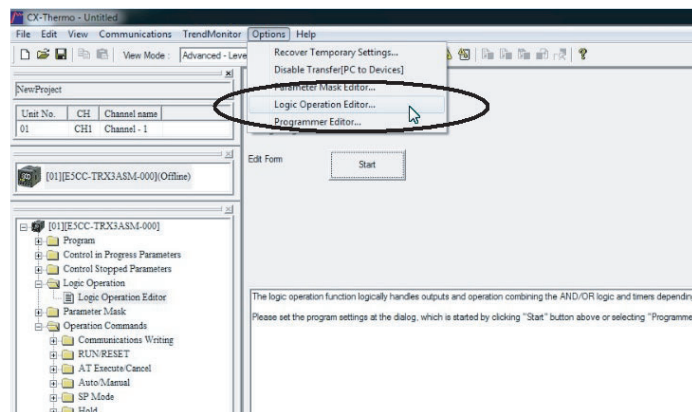 CX-Thermo - Untitled
File Edit View Communications TrendMonitor Options Help
View Mode : Advanced - Leve
Recover Temporary Settings...
Disable Transfer[PC to Devices]
Parameter Mask Editor...
Logic Operation Editor...
Programmer Editor...
NewProject
Unit No. CH Channel name
01 CH1 Channel - 1
[01][E5CC-TRX3ASM-000](Offline)
Edit Form
Start
[01][E5CC-TRX3ASM-000]
Program
Control in Progress Parameters
Control Stopped Parameters
Logic Operation
Logic Operation Editor
Parameter Mask
Operation Commands
Communications Writing
RUN/RESET
AT Execute/Cancel
Auto/Manual
SP Mode
Hold
The logic operation function logically handles outputs and operation combining the AND/OR logic and timers depending
Please set the program settings at the dialog, which is started by clicking "Start" button above or selecting "Programme